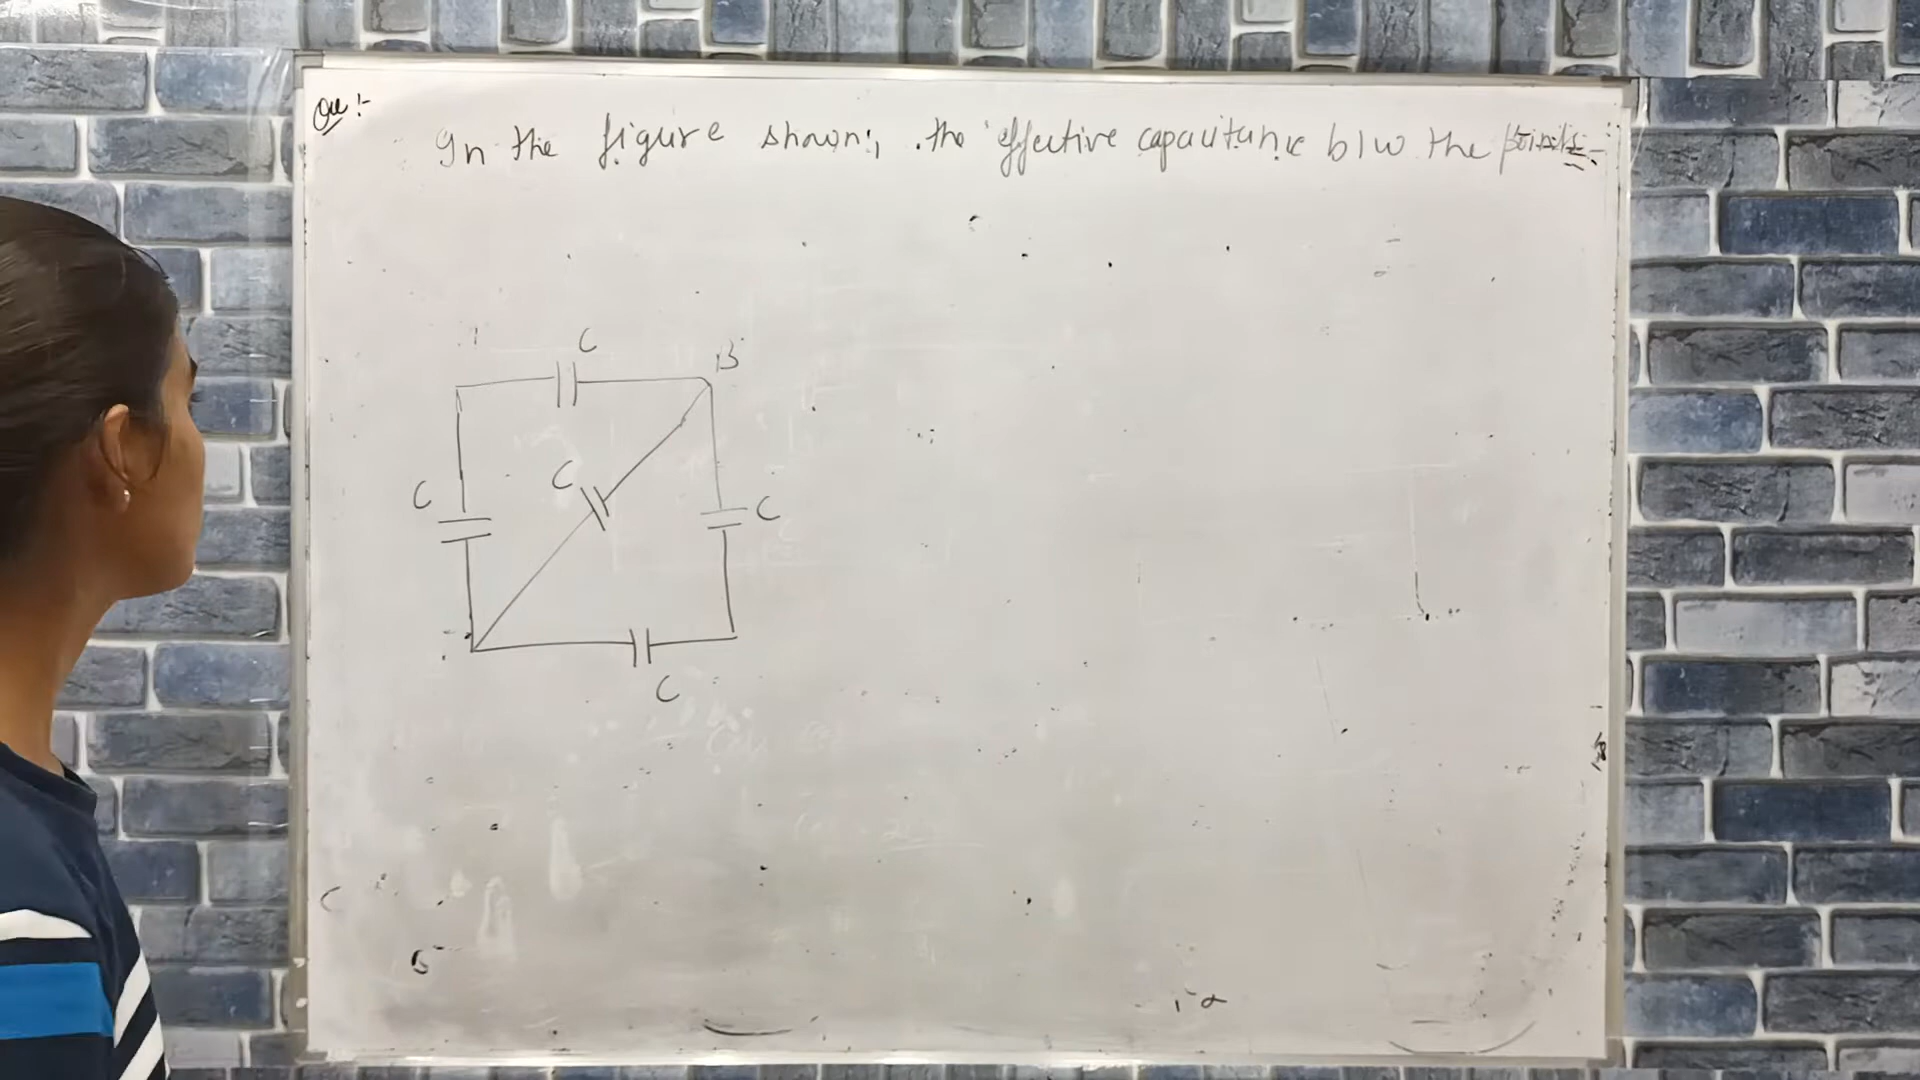 Qu:-
In the figure shown, the effective capacitance b/w the points-
C
B
C
C
C
C